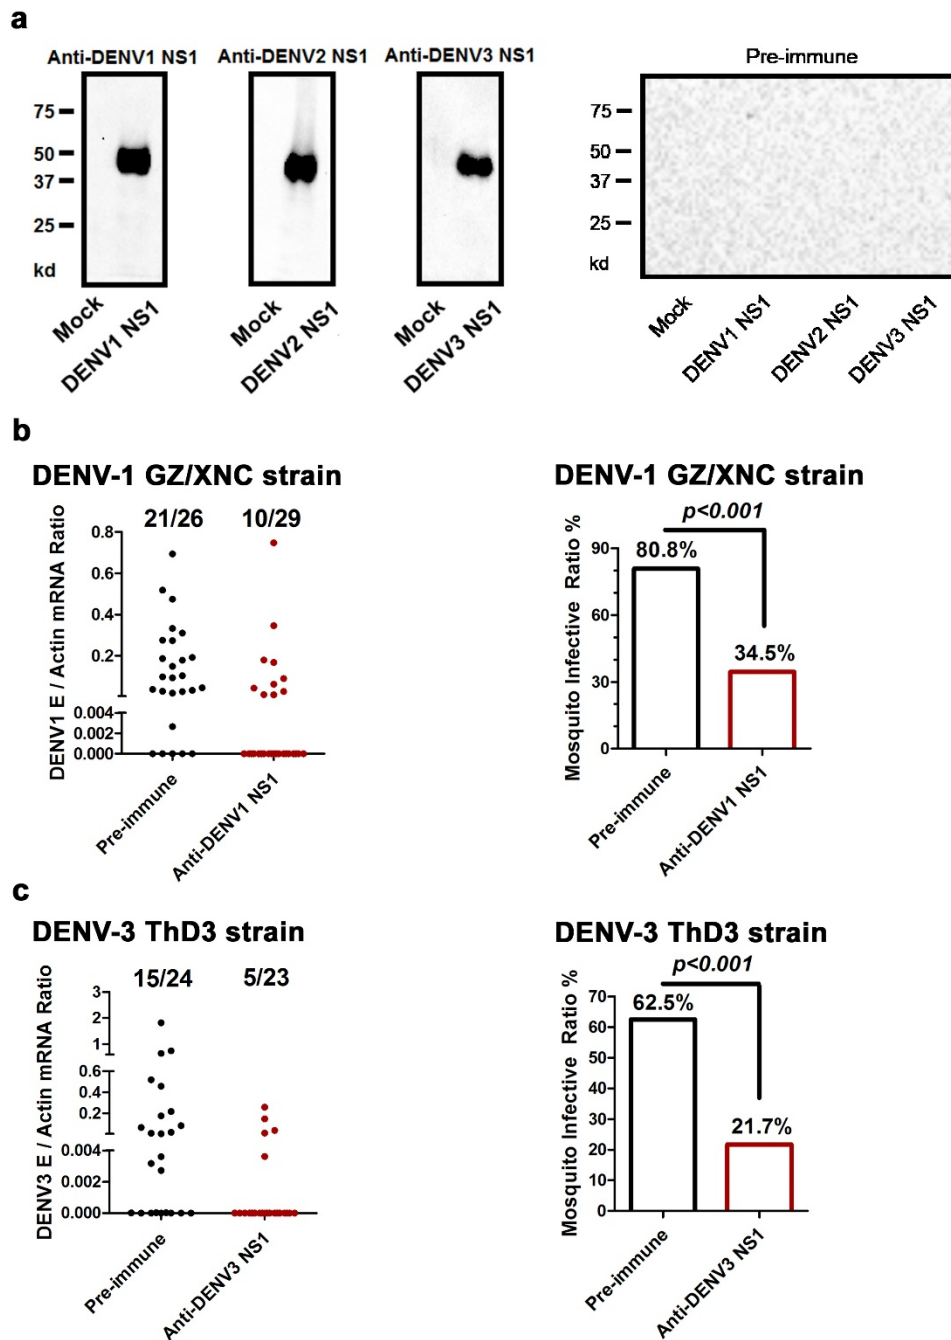 a
Anti-DENV1 NS1
Anti-DENV2 NS1
Anti-DENV3 NS1
Pre-immune
75
50
37
25
kd
75
50
37
25
kd
Mock
DENV1 NS1
Mock
DENV2 NS1
Mock
DENV3 NS1
Mock
DENV1 NS1
DENV2 NS1
DENV3 NS1
b
DENV-1 GZ/XNC strain
21/26 10/29
DENV1 E / Actin mRNA Ratio
0.8
0.6
0.4
0.2
0.004
0.002
0.000
Pre-immune
Anti-DENV1 NS1
DENV-1 GZ/XNC strain
p<0.001
Mosquito Infective Ratio %
90
60
30
0
80.8%
34.5%
Pre-immune
Anti-DENV1 NS1
c
DENV-3 ThD3 strain
15/24 5/23
DENV3 E / Actin mRNA Ratio
3
2
1
0.6
0.4
0.2
0.004
0.002
0.000
Pre-immune
Anti-DENV3 NS1
DENV-3 ThD3 strain
p<0.001
Mosquito Infective Ratio %
70
60
50
40
30
20
10
0
62.5%
21.7%
Pre-immune
Anti-DENV3 NS1